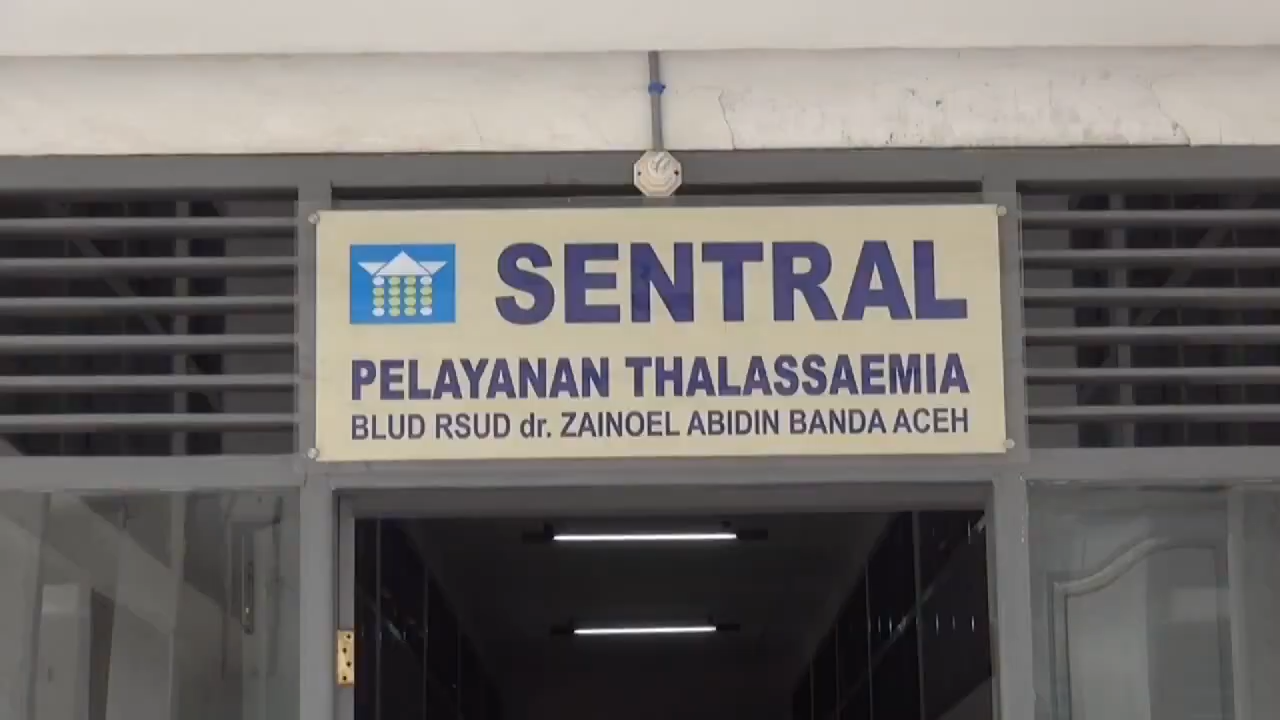 SENTRAL
PELAYANAN THALASSAEMIA
BLUD RSUD dr. ZAINOEL ABIDIN BANDA ACEH